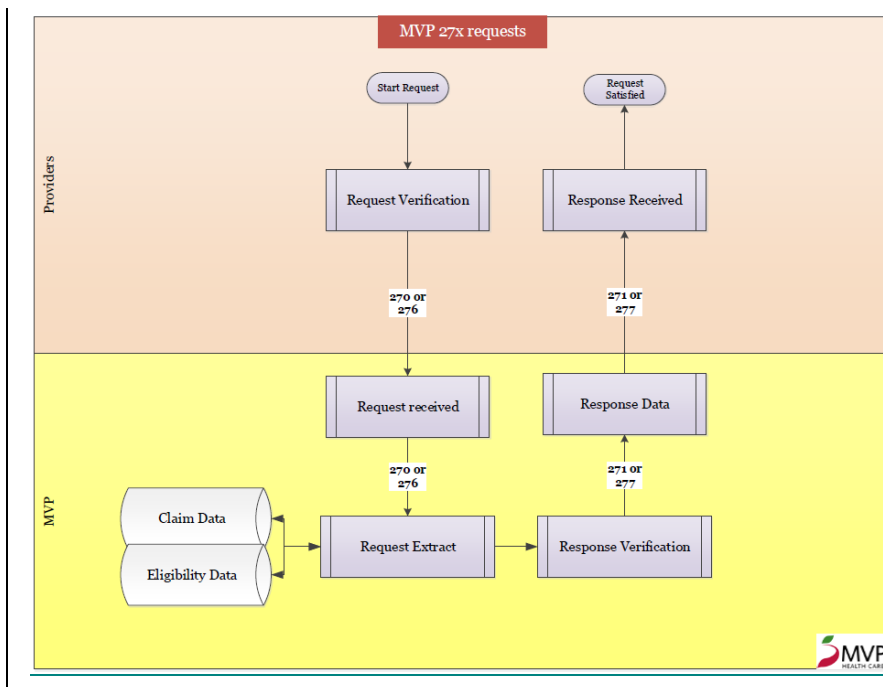 MVP 27x requests
Start Request
Request
Satisfied
Providers
Request Verification
Response Received
270 or
276
271 or
277
Request received
Response Data
270 or
276
271 or
277
MVP
Claim Data
Request Extract
Response Verification
Eligibility Data
MVP
HEALTH CARE